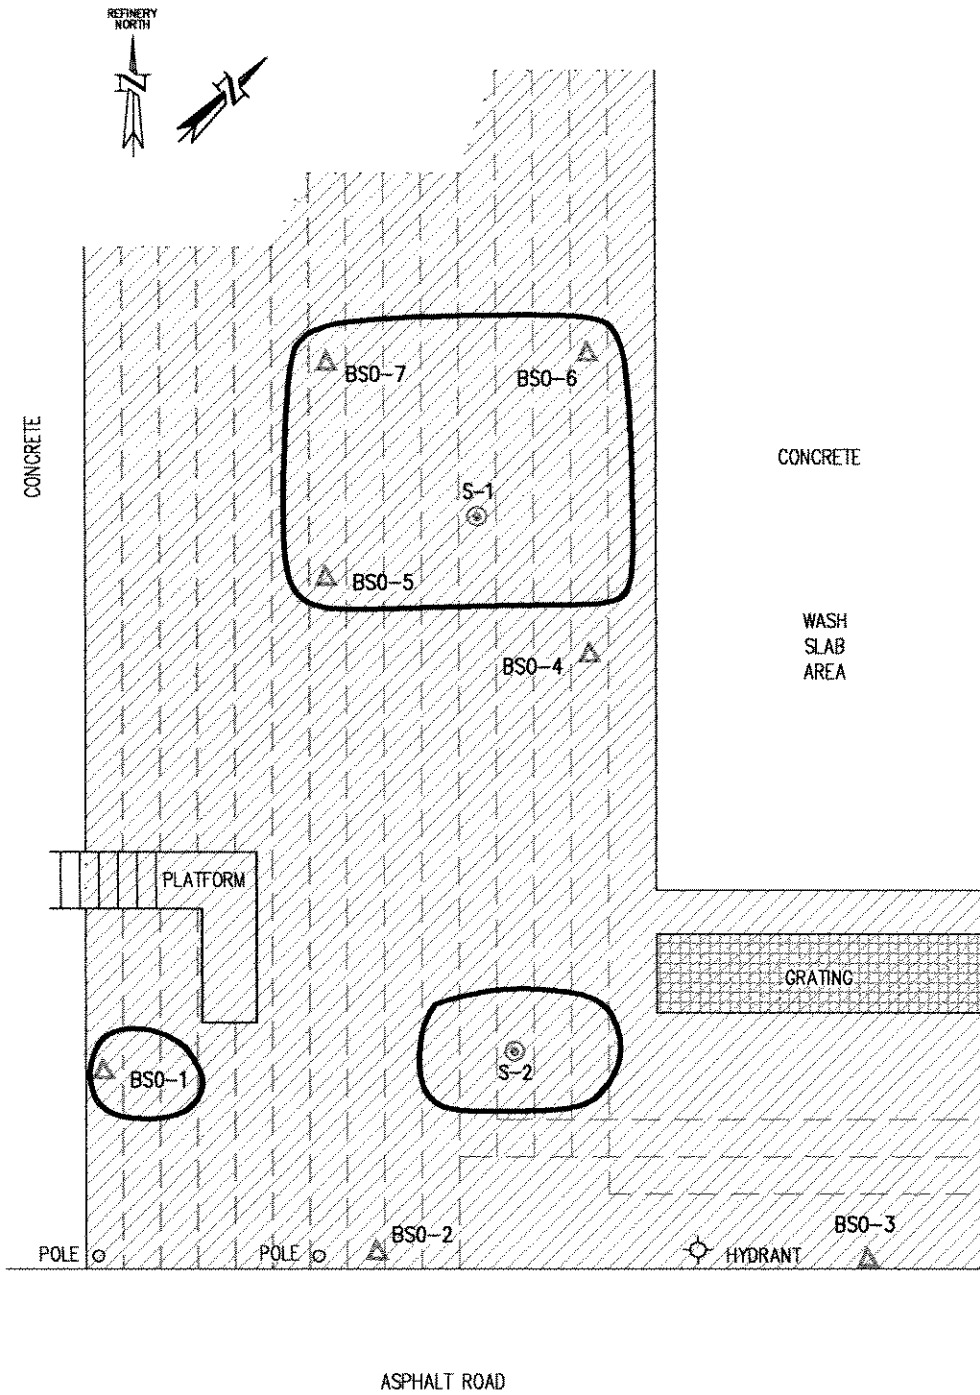 REFINERY
NORTH
N
N
BSO-7
BSO-6
CONCRETE
CONCRETE
S-1
BSO-5
WASH
SLAB
AREA
BSO-4
PLATFORM
GRATING
BSO-1
S-2
BSO-3
BSO-2
POLE
POLE
HYDRANT
ASPHALT ROAD